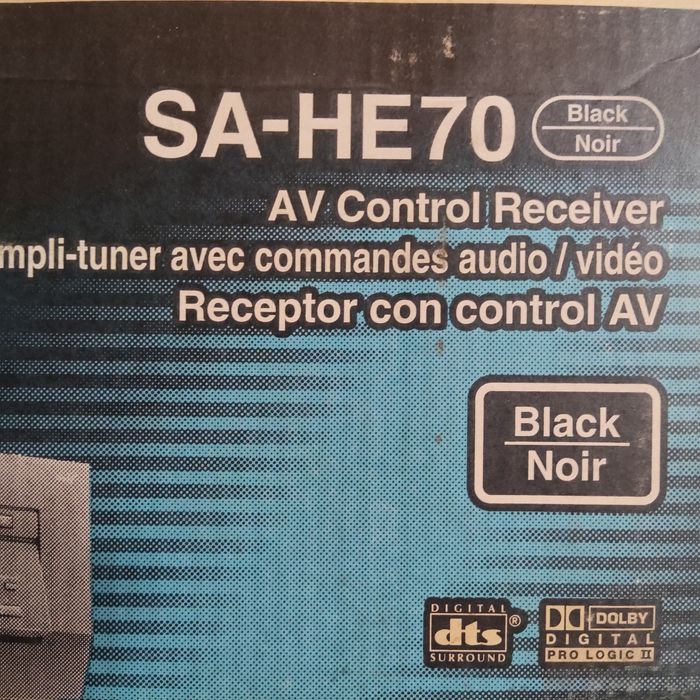 SA-HE70
Black
Noir
AV Control Receiver
mpli-tuner avec commandes audio / vidéo
Receptor con control AV
Black
Noir
DIGITAL
dts®
SURROUND
DOLBY
DIGITAL
PRO LOGIC II